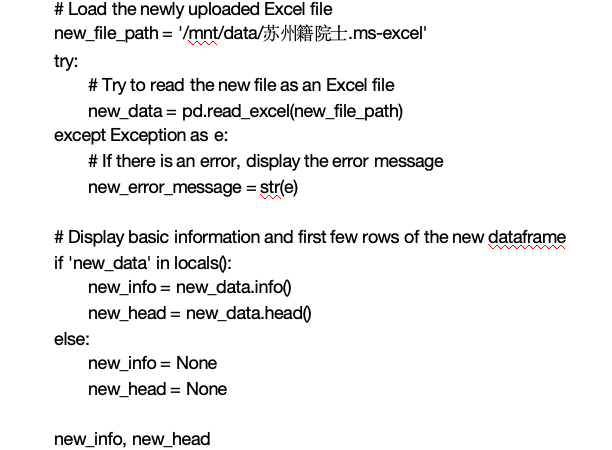 # Load the newly uploaded Excel file
new_file_path = '/mnt/data/苏州籍院士.ms-excel'
try:
    # Try to read the new file as an Excel file
    new_data = pd.read_excel(new_file_path)
except Exception as e:
    # If there is an error, display the error message
    new_error_message = str(e)

# Display basic information and first few rows of the new dataframe
if 'new_data' in locals():
    new_info = new_data.info()
    new_head = new_data.head()
else:
    new_info = None
    new_head = None

new_info, new_head